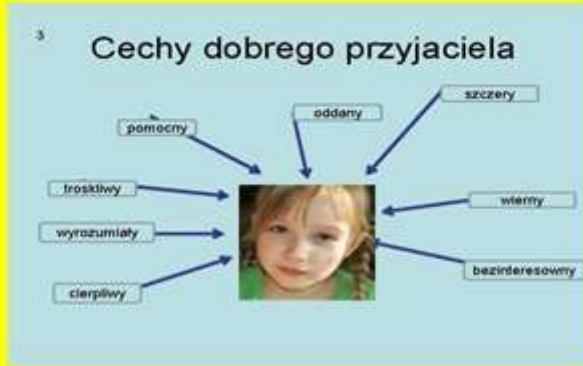 3
Cechy dobrego przyjaciela
szczery
oddany
pomocny
troskliwy
wierny
wyrozumiały
bezinteresowny
cierpliwy